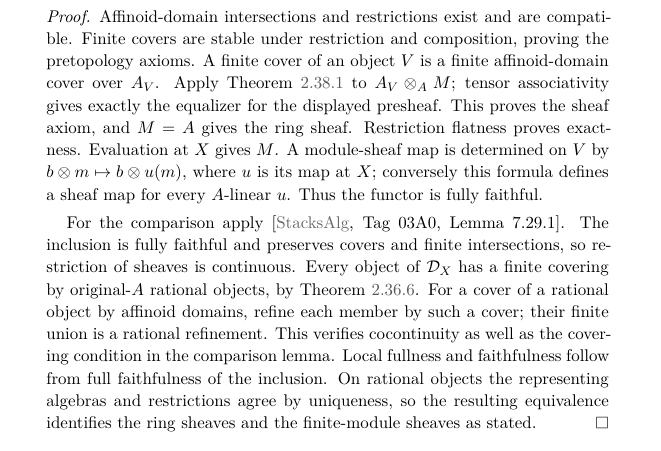 Proof. Affinoid-domain intersections and restrictions exist and are compati-
ble. Finite covers are stable under restriction and composition, proving the
pretopology axioms. A finite cover of an object V is a finite affinoid-domain
cover over A_V. Apply Theorem 2.38.1 to A_V ⊗_A M; tensor associativity
gives exactly the equalizer for the displayed presheaf. This proves the sheaf
axiom, and M = A gives the ring sheaf. Restriction flatness proves exact-
ness. Evaluation at X gives M. A module-sheaf map is determined on V by
b ⊗ m ↦ b ⊗ u(m), where u is its map at X; conversely this formula defines
a sheaf map for every A-linear u. Thus the functor is fully faithful.
For the comparison apply [StacksAlg, Tag 03A0, Lemma 7.29.1]. The
inclusion is fully faithful and preserves covers and finite intersections, so re-
striction of sheaves is continuous. Every object of 𝒟_X has a finite covering
by original-A rational objects, by Theorem 2.36.6. For a cover of a rational
object by affinoid domains, refine each member by such a cover; their finite
union is a rational refinement. This verifies cocontinuity as well as the cover-
ing condition in the comparison lemma. Local fullness and faithfulness follow
from full faithfulness of the inclusion. On rational objects the representing
algebras and restrictions agree by uniqueness, so the resulting equivalence
identifies the ring sheaves and the finite-module sheaves as stated. □